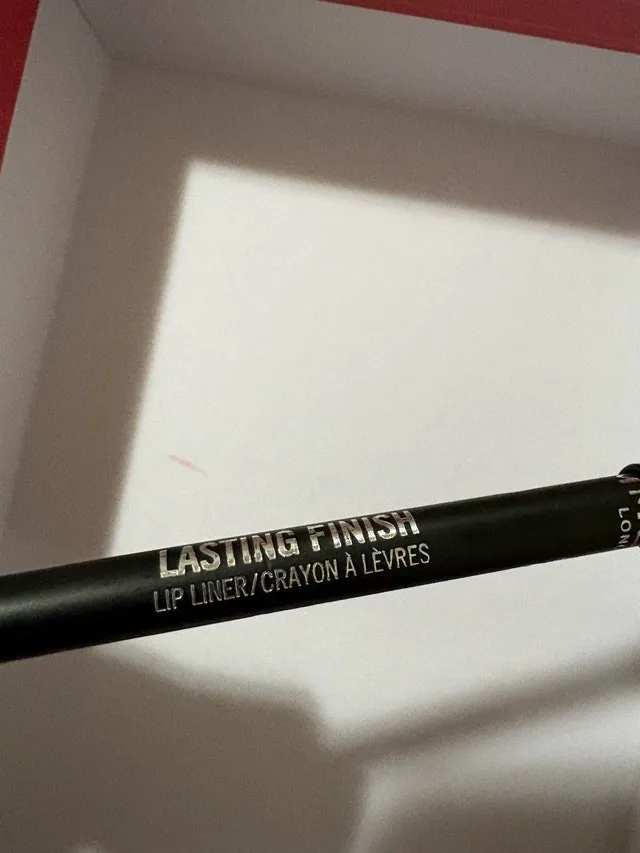 LASTING FINISH
LIP LINER/CRAYON À LÈVRES